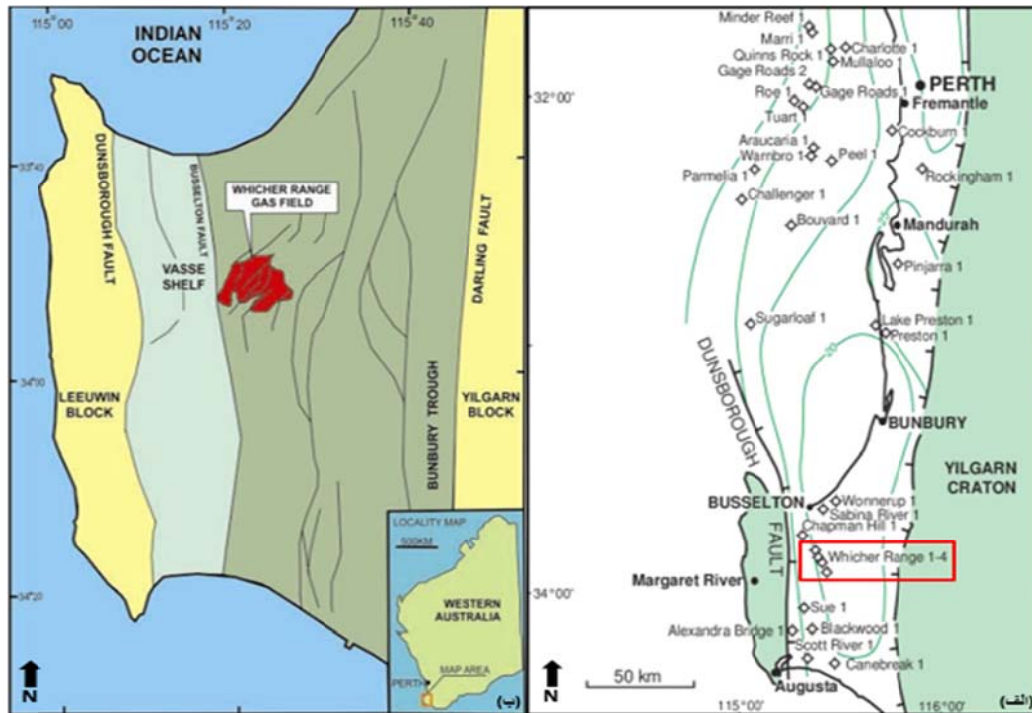 115°00
115°20
115°40
INDIAN
OCEAN
33°40
DUNSBOROUGH FAULT
BUSSELTON FAULT
WHICHER RANGE
GAS FIELD
VASSE
SHELF
DARLING FAULT
34°00
LEEUWIN
BLOCK
BUNBURY TROUGH
YILGARN
BLOCK
LOCALITY MAP
500KM
WESTERN
AUSTRALIA
PERTH
MAP AREA
34°20
N
(ب)
Minder Reef 1
Marri 1
Quinns Rock 1
Charlotte 1
Mullaloo 1
Gage Roads 2
PERTH
Roe 1
Gage Roads 1
32°00'
Fremantle
Tuart 1
Cockburn 1
Araucaria 1
Warnbro 1
Peel 1
Parmelia 1
Rockingham 1
Challenger 1
Bouvard 1
Mandurah
Pinjarra 1
Sugarloaf 1
Lake Preston 1
Preston 1
20
DUNSBOROUGH
FAULT
BUNBURY
YILGARN
CRATON
BUSSELTON
Wonnerup 1
Sabina River 1
Chapman Hill 1
Whicher Range 1-4
Margaret River
34°00'
Sue 1
Alexandra Bridge 1
Blackwood 1
Scott River 1
Canebreak 1
Augusta
50 km
N
115°00
116°00'
(الف)